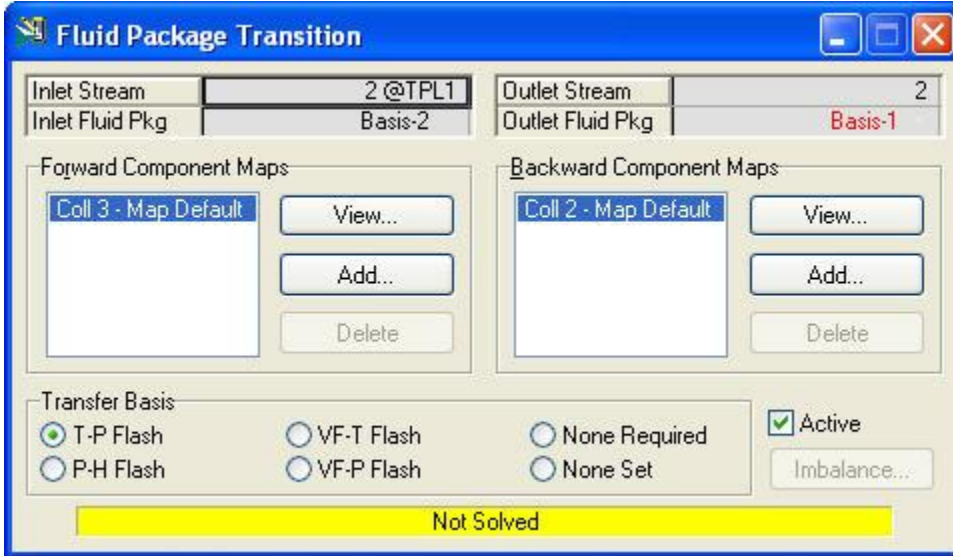 Fluid Package Transition
Inlet Stream 2 @TPL1 Outlet Stream 2
Inlet Fluid Pkg Basis-2 Outlet Fluid Pkg Basis-1
Forward Component Maps Backward Component Maps
Coll 3 - Map Default View... Coll 2 - Map Default View...
Add... Add...
Delete Delete
Transfer Basis
T-P Flash VF-T Flash None Required Active
P-H Flash VF-P Flash None Set Imbalance...
Not Solved